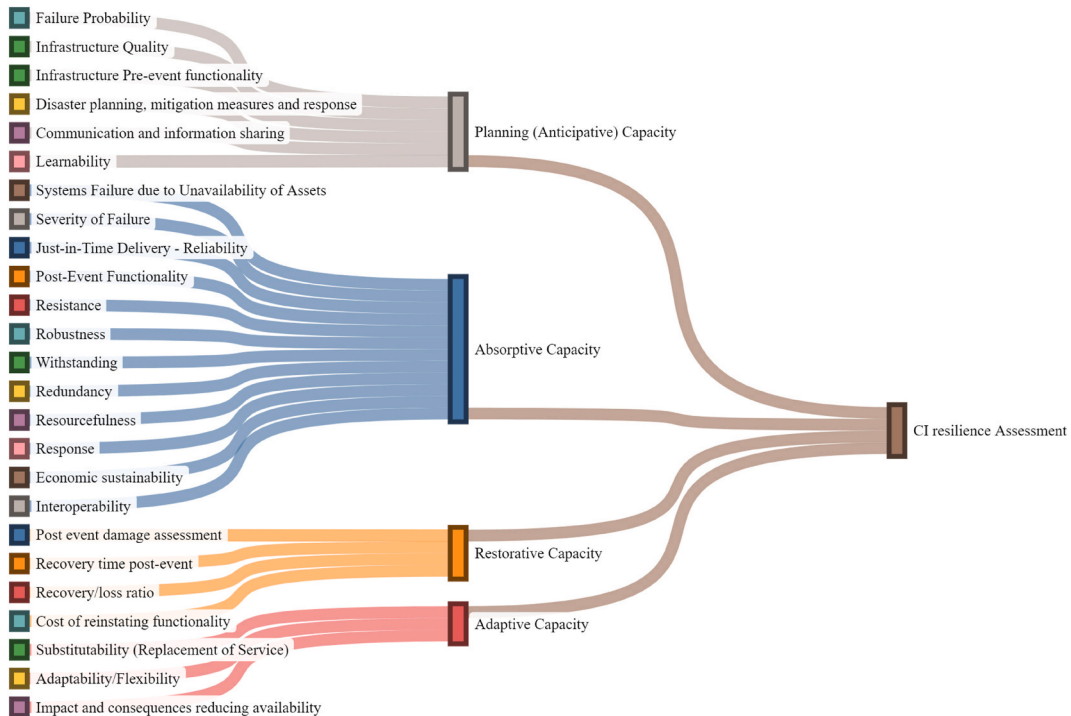 Failure Probability
Infrastructure Quality
Infrastructure Pre-event functionality
Disaster planning, mitigation measures and response
Communication and information sharing
Learnability
Systems Failure due to Unavailability of Assets
Severity of Failure
Just-in-Time Delivery - Reliability
Post-Event Functionality
Resistance
Robustness
Withstanding
Redundancy
Resourcefulness
Response
Economic sustainability
Interoperability
Post event damage assessment
Recovery time post-event
Recovery/loss ratio
Cost of reinstating functionality
Substitutability (Replacement of Service)
Adaptability/Flexibility
Impact and consequences reducing availability
Planning (Anticipative) Capacity
Absorptive Capacity
Restorative Capacity
Adaptive Capacity
CI resilience Assessment